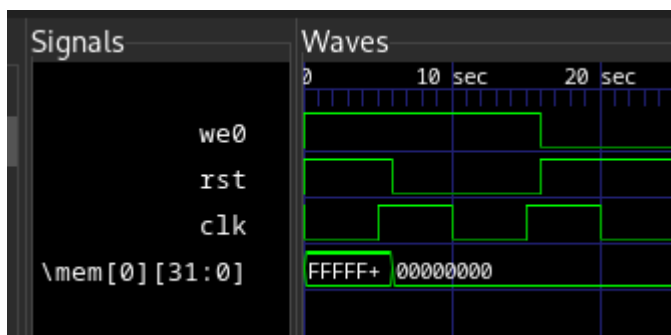 Signals
Waves
0 10 sec 20 sec
we0
rst
clk
\mem[0][31:0] FFFFF+ 00000000